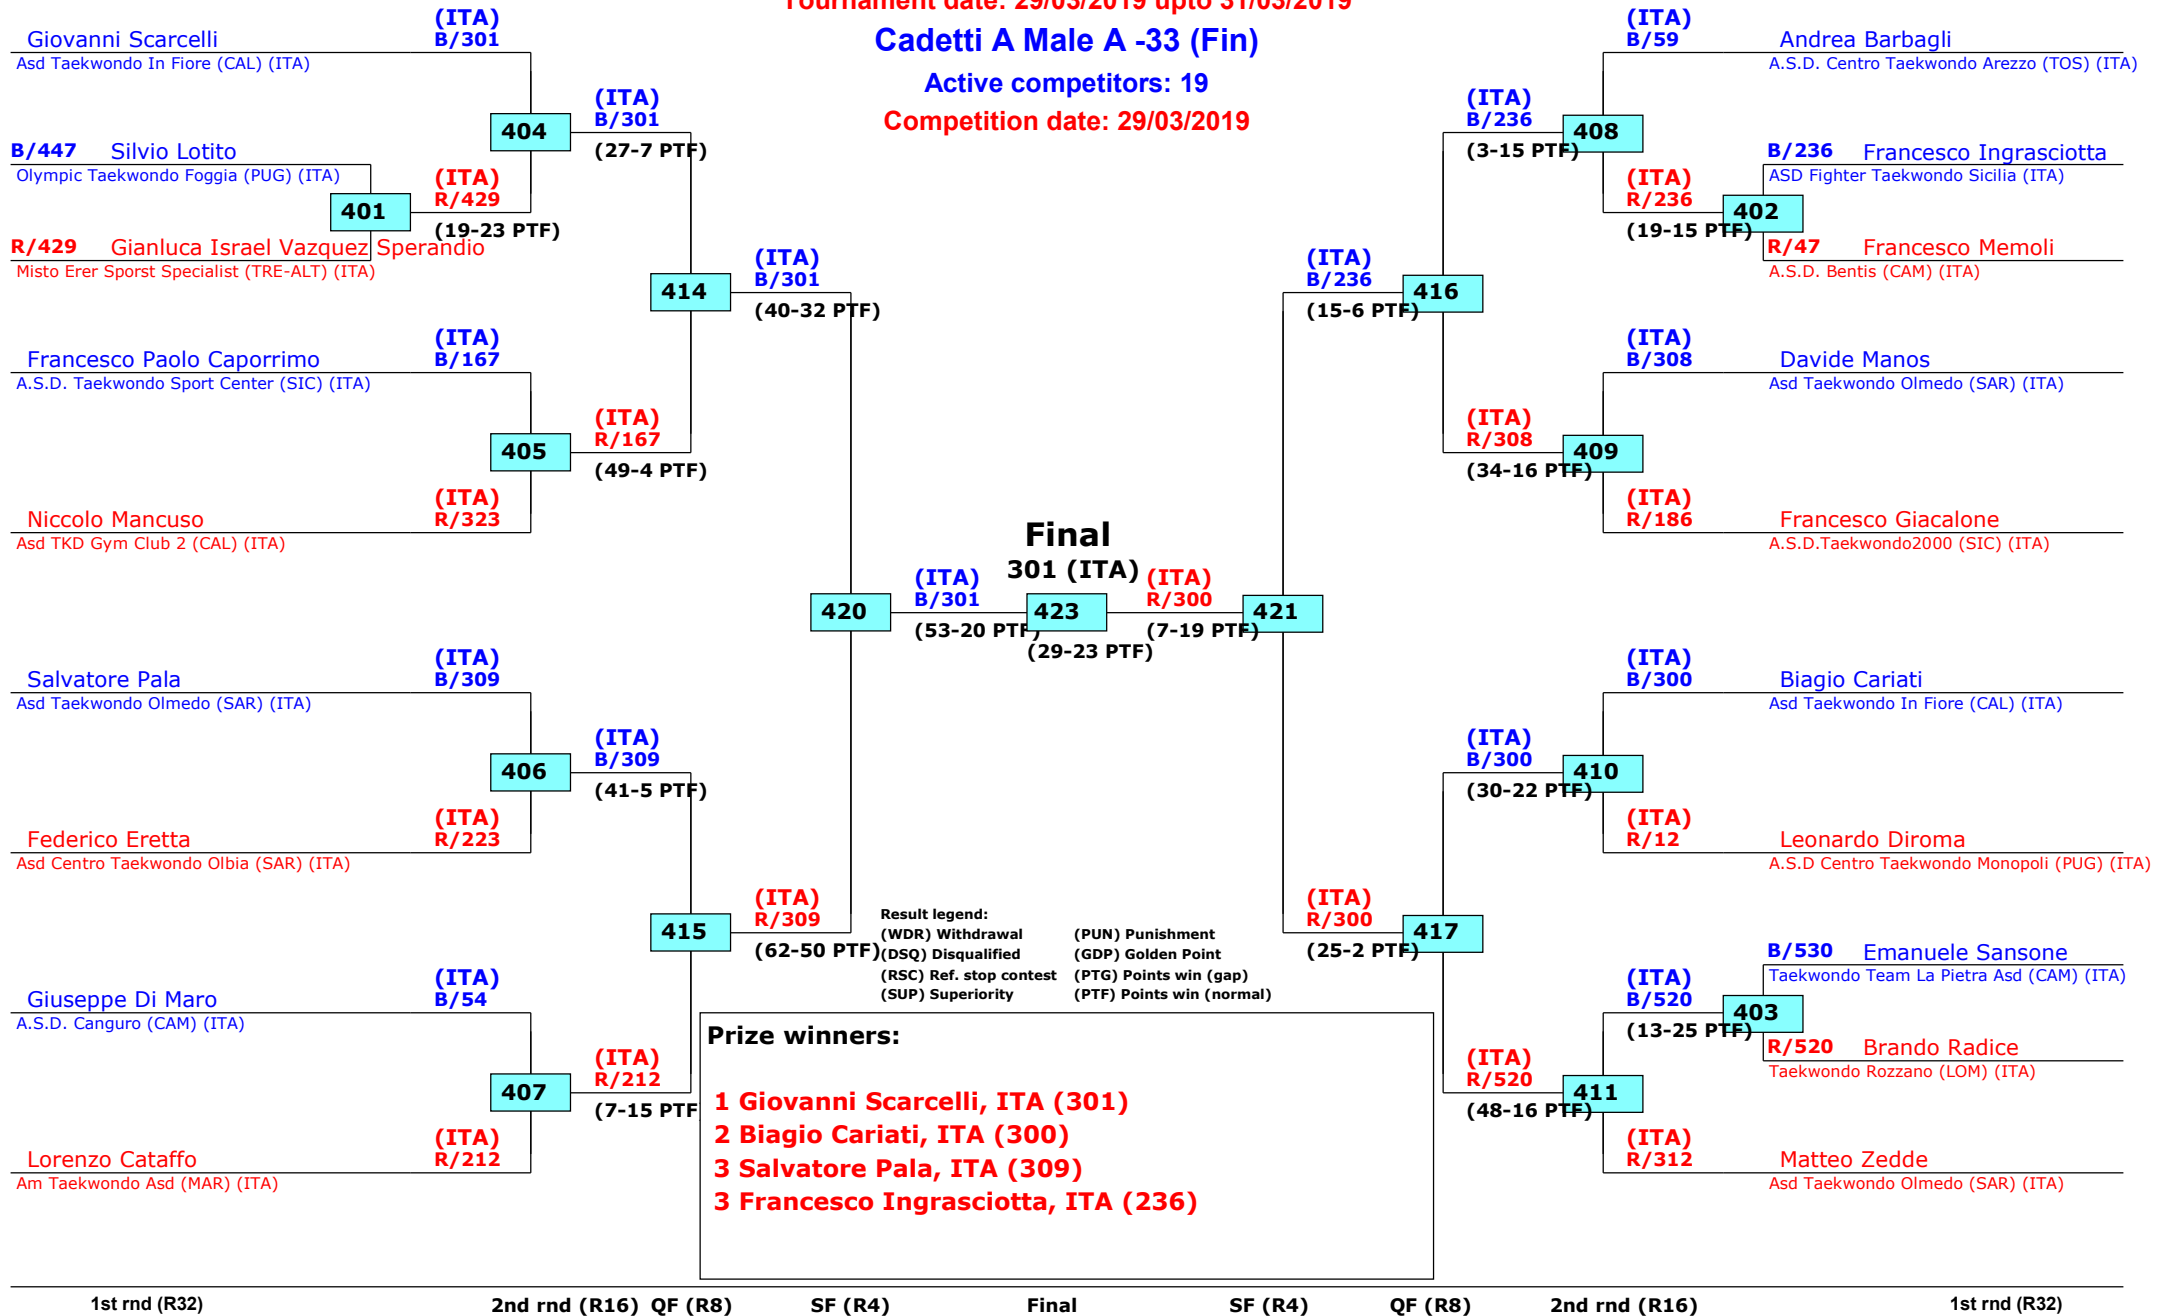 Tournament date: 29/03/2019 upto 31/03/2019
Cadetti A Male A -33 (Fin)
Active competitors: 19
Competition date: 29/03/2019
Giovanni Scarcelli
(ITA)
B/301
Asd Taekwondo In Fiore (CAL) (ITA)
404
(ITA)
B/301
(27-7 PTF)
B/447 Silvio Lotito
Olympic Taekwondo Foggia (PUG) (ITA)
401
(ITA)
R/429
(19-23 PTF)
R/429 Gianluca Israel Vazquez Sperandio
Misto Erer Sporst Specialist (TRE-ALT) (ITA)
414
(ITA)
B/301
(40-32 PTF)
Francesco Paolo Caporrimo
(ITA)
B/167
A.S.D. Taekwondo Sport Center (SIC) (ITA)
405
(ITA)
R/167
(49-4 PTF)
Niccolo Mancuso
(ITA)
R/323
Asd TKD Gym Club 2 (CAL) (ITA)
420
(ITA)
B/301
(53-20 PTF)
Salvatore Pala
(ITA)
B/309
Asd Taekwondo Olmedo (SAR) (ITA)
406
(ITA)
B/309
(41-5 PTF)
Federico Eretta
(ITA)
R/223
Asd Centro Taekwondo Olbia (SAR) (ITA)
415
(ITA)
R/309
(62-50 PTF)
Giuseppe Di Maro
(ITA)
B/54
A.S.D. Canguro (CAM) (ITA)
407
(ITA)
R/212
(7-15 PTF
Lorenzo Cataffo
(ITA)
R/212
Am Taekwondo Asd (MAR) (ITA)
Final
301 (ITA)
423
(29-23 PTF)
(ITA)
R/300
(7-19 PTF)
421
(ITA)
B/59
Andrea Barbagli
A.S.D. Centro Taekwondo Arezzo (TOS) (ITA)
(ITA)
B/236
(3-15 PTF)
408
B/236 Francesco Ingrasciotta
ASD Fighter Taekwondo Sicilia (ITA)
(ITA)
R/236
(19-15 PTF)
402
R/47 Francesco Memoli
A.S.D. Bentis (CAM) (ITA)
(ITA)
B/236
(15-6 PTF)
416
(ITA)
B/308
Davide Manos
Asd Taekwondo Olmedo (SAR) (ITA)
(ITA)
R/308
(34-16 PTF)
409
(ITA)
R/186
Francesco Giacalone
A.S.D.Taekwondo2000 (SIC) (ITA)
(ITA)
B/300
Biagio Cariati
Asd Taekwondo In Fiore (CAL) (ITA)
(ITA)
B/300
(30-22 PTF)
410
(ITA)
R/12
Leonardo Diroma
A.S.D Centro Taekwondo Monopoli (PUG) (ITA)
(ITA)
R/300
(25-2 PTF)
417
B/530 Emanuele Sansone
Taekwondo Team La Pietra Asd (CAM) (ITA)
(ITA)
B/520
(13-25 PTF)
403
R/520 Brando Radice
Taekwondo Rozzano (LOM) (ITA)
(ITA)
R/520
(48-16 PTF)
411
(ITA)
R/312
Matteo Zedde
Asd Taekwondo Olmedo (SAR) (ITA)
Result legend:
(WDR) Withdrawal (PUN) Punishment
(DSQ) Disqualified (GDP) Golden Point
(RSC) Ref. stop contest (PTG) Points win (gap)
(SUP) Superiority (PTF) Points win (normal)
Prize winners:
1 Giovanni Scarcelli, ITA (301)
2 Biagio Cariati, ITA (300)
3 Salvatore Pala, ITA (309)
3 Francesco Ingrasciotta, ITA (236)
1st rnd (R32) 2nd rnd (R16) QF (R8) SF (R4) Final SF (R4) QF (R8) 2nd rnd (R16) 1st rnd (R32)